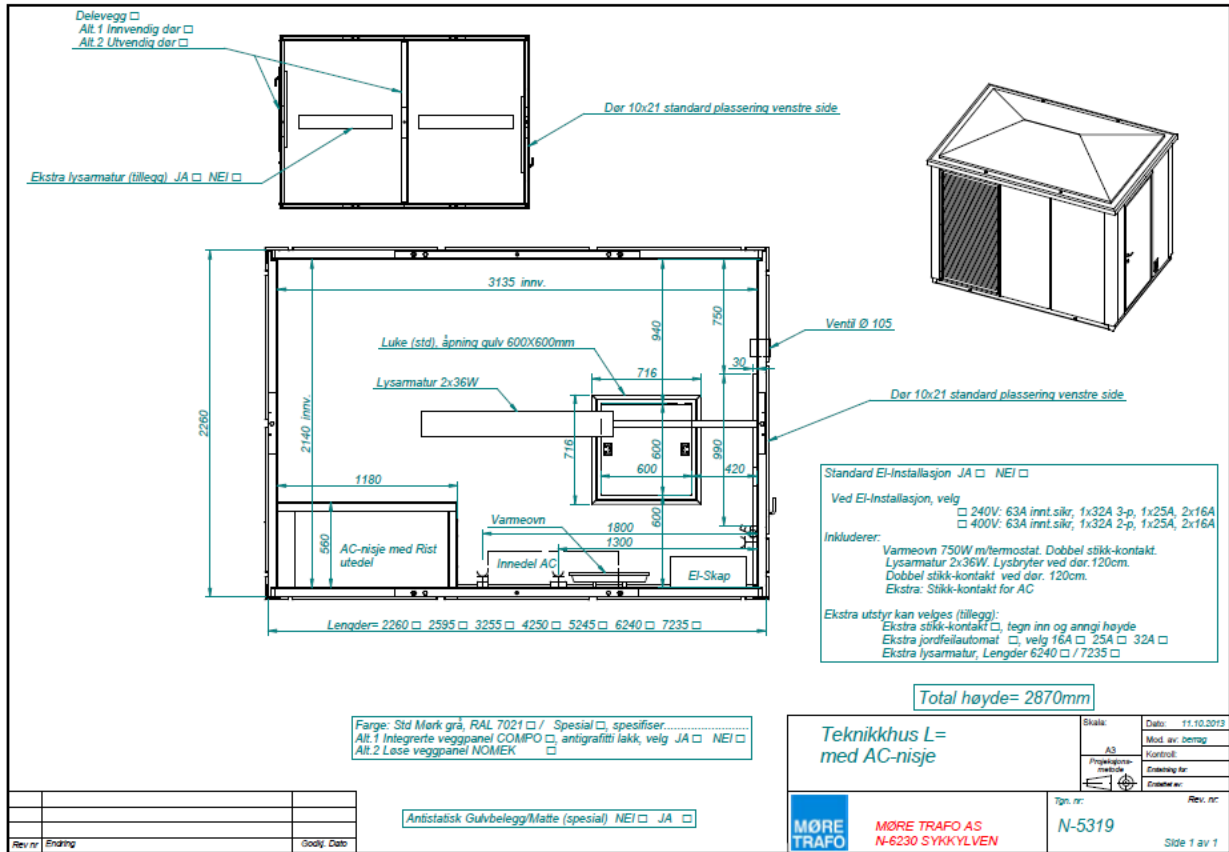 Delevegg □
Alt.1 Innvendig dør □
Alt.2 Utvendig dør □
Dør 10x21 standard plassering venstre side
Ekstra lysarmatur (tillegg) JA □ NEI □
3135 innv.
750
940
Ventil Ø 105
Luke (std), åpning gulv 600X600mm
30
716
Lysarmatur 2x36W
Dør 10x21 standard plassering venstre side
2260
2140 innv.
716
600
990
600
420
1180
Standard El-Installasjon JA □ NEI □
Ved El-Installasjon, velg
□ 240V: 63A innt.sikr, 1x32A 3-p, 1x25A, 2x16A
□ 400V: 63A innt.sikr, 1x32A 2-p, 1x25A, 2x16A
Inkluderer:
Varmeovn 750W m/termostat. Dobbel stikk-kontakt.
Lysarmatur 2x36W. Lysbryter ved dør.120cm.
Dobbel stikk-kontakt ved dør. 120cm.
Ekstra: Stikk-kontakt for AC
Ekstra utstyr kan velges (tillegg):
Ekstra stikk-kontakt □, tegn inn og anngi høyde
Ekstra jordfeilautomat □, velg 16A □ 25A □ 32A □
Ekstra lysarmatur, Lengder 6240 □ / 7235 □
600
Varmeovn
1800
1300
560
AC-nisje med Rist
utedel
Innedel AC
El-Skap
Lengder= 2260 □ 2595 □ 3255 □ 4250 □ 5245 □ 6240 □ 7235 □
Total høyde= 2870mm
Farge: Std Mørk grå, RAL 7021 □ / Spesial □, spesifiser......................
Alt.1 Integrerte veggpanel COMPO □, antigrafitti lakk, velg JA □ NEI □
Alt.2 Løse veggpanel NOMEK □
Antistatisk Gulvbelegg/Matte (spesial) NEI □ JA □
Teknikkhus L=
med AC-nisje
Skala:
A3
Projeksjons-
metode
Dato: 11.10.2013
Mod. av: berrag
Kontroll:
Erstatning for:
Erstattet av:
MØRE
TRAFO
MØRE TRAFO AS
N-6230 SYKKYLVEN
Tgn. nr:
N-5319
Rev. nr:
Side 1 av 1
Rev nr Endring Godkj. Dato